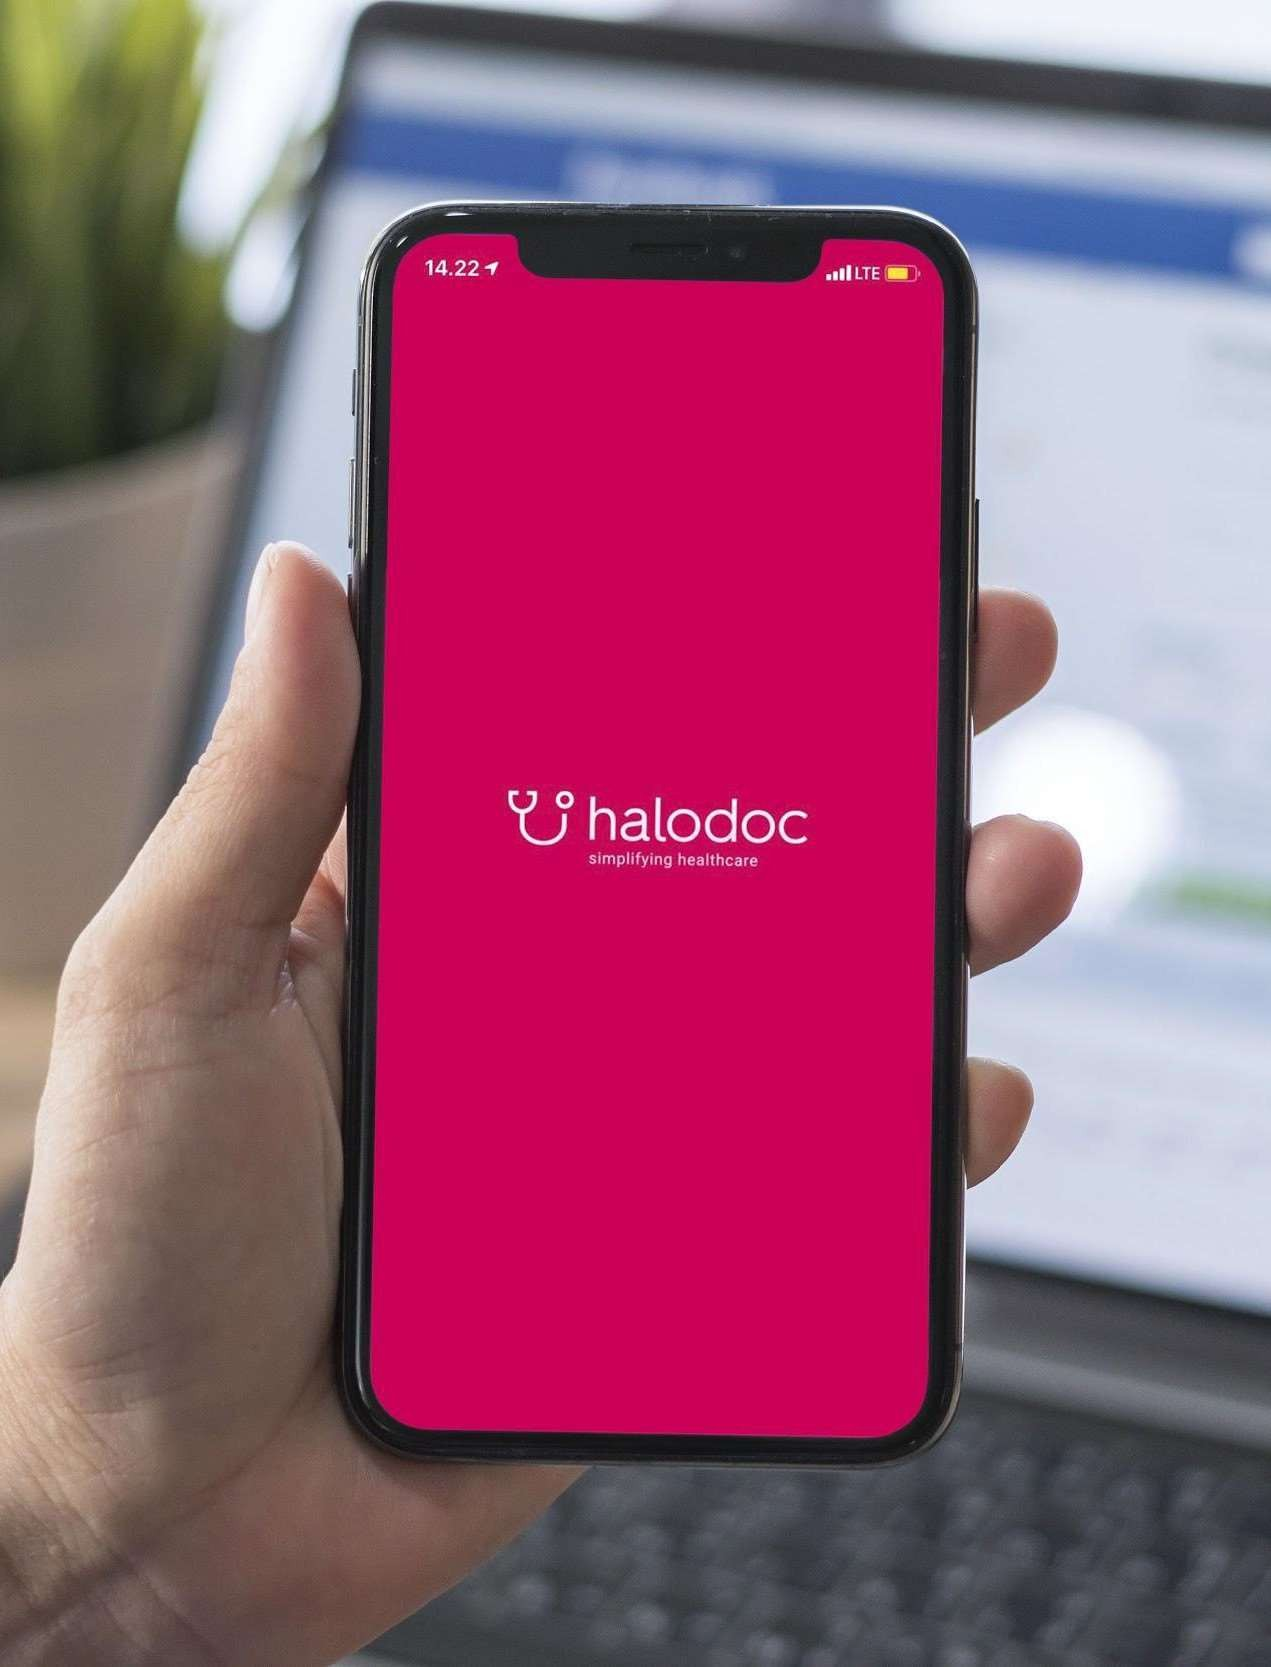 14.22
LTE
halodoc
simplifying healthcare